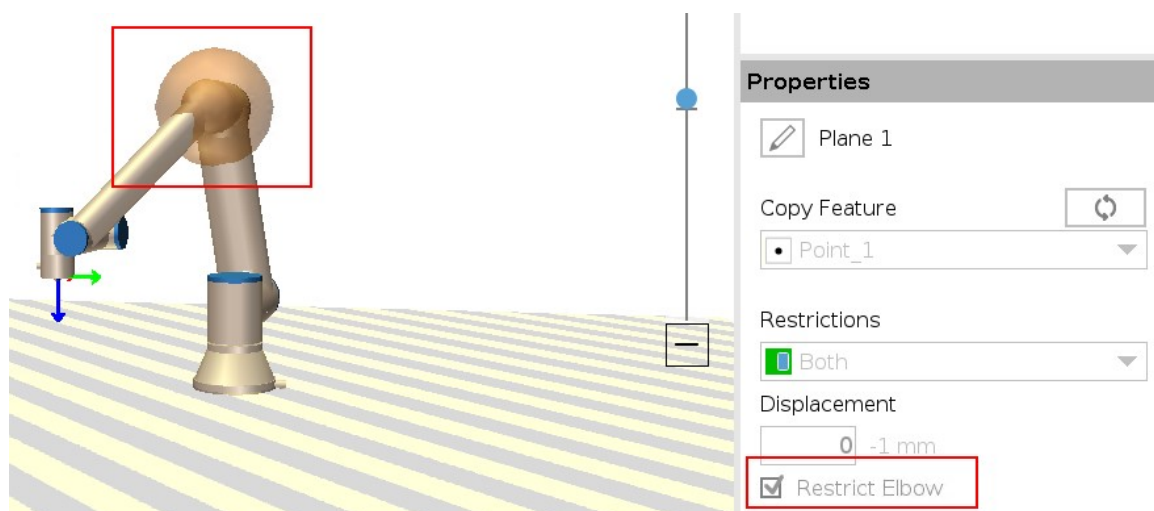 Properties
Plane 1
Copy Feature
Point_1
Restrictions
Both
Displacement
0 -1 mm
Restrict Elbow